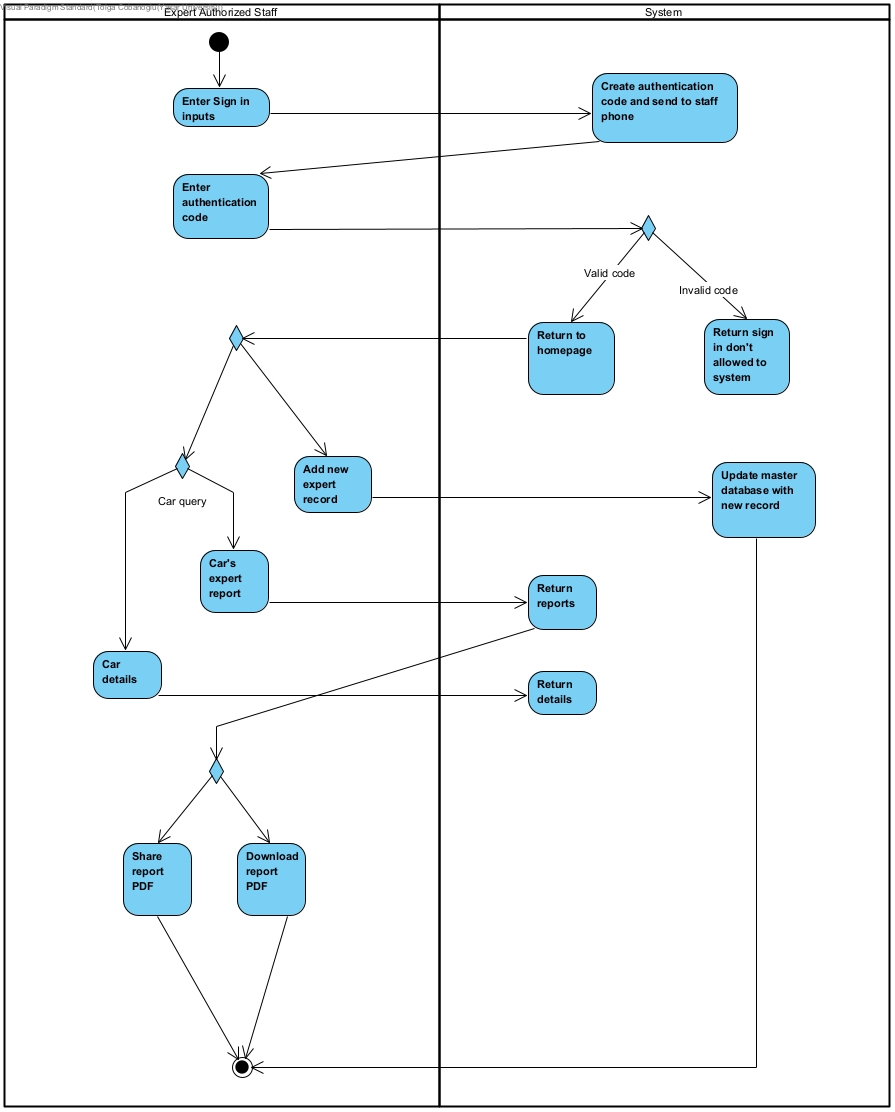 Visual Paradigm Standard(Tolga Cobanoglu(Yasar University))
Expert Authorized Staff
System
Enter Sign in
inputs
Create authentication
code and send to staff
phone
Enter
authentication
code
Valid code
Invalid code
Return to
homepage
Return sign
in don't
allowed to
system
Add new
expert
record
Update master
database with
new record
Car query
Car's
expert
report
Return
reports
Car
details
Return
details
Share
report
PDF
Download
report
PDF